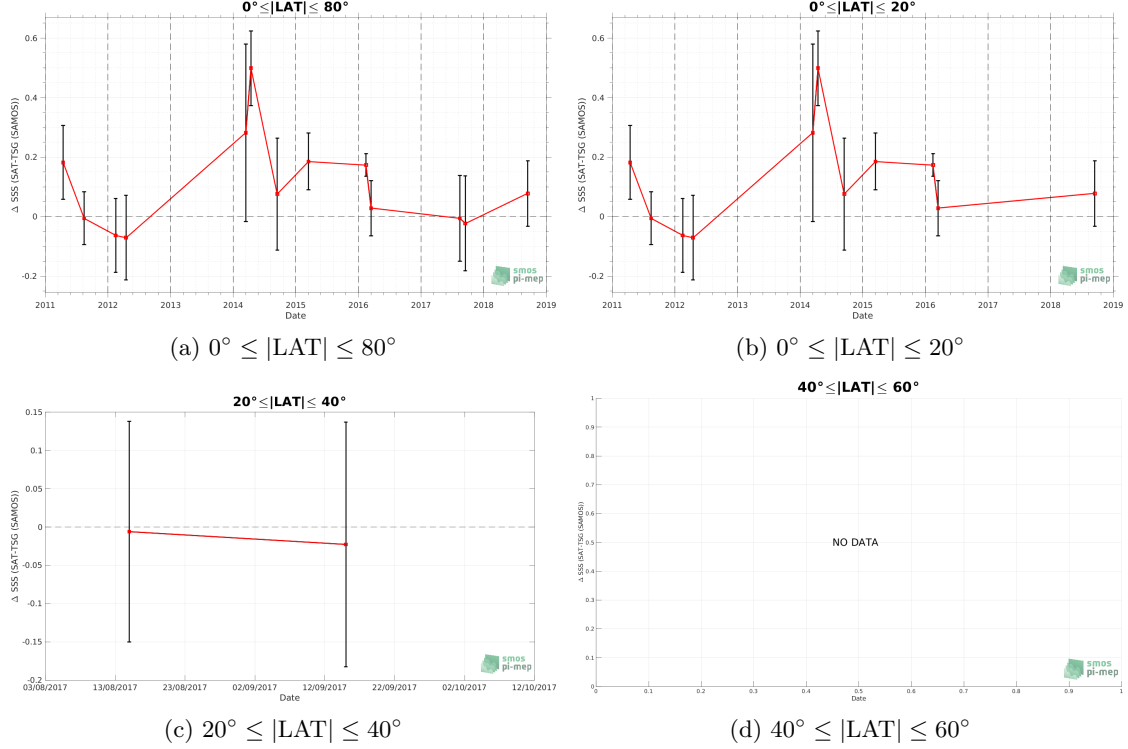 0°≤|LAT|≤ 80°
Δ SSS (SAT-TSG (SAMOS))
0.6
0.4
0.2
0
-0.2
2011 2012 2013 2014 2015 2016 2017 2018 2019
Date
smos
pi-mep
(a) 0° ≤ |LAT| ≤ 80°
0°≤|LAT|≤ 20°
Δ SSS (SAT-TSG (SAMOS))
0.6
0.4
0.2
0
-0.2
2011 2012 2013 2014 2015 2016 2017 2018 2019
Date
smos
pi-mep
(b) 0° ≤ |LAT| ≤ 20°
20°≤|LAT|≤ 40°
Δ SSS (SAT-TSG (SAMOS))
0.15
0.1
0.05
0
-0.05
-0.1
-0.15
-0.2
03/08/2017 13/08/2017 23/08/2017 02/09/2017 12/09/2017 22/09/2017 02/10/2017 12/10/2017
Date
smos
pi-mep
(c) 20° ≤ |LAT| ≤ 40°
40°≤|LAT|≤ 60°
Δ SSS (SAT-TSG (SAMOS))
1
0.9
0.8
0.7
0.6
0.5
0.4
0.3
0.2
0.1
0
NO DATA
0 0.1 0.2 0.3 0.4 0.5 0.6 0.7 0.8 0.9 1
Date
smos
pi-mep
(d) 40° ≤ |LAT| ≤ 60°